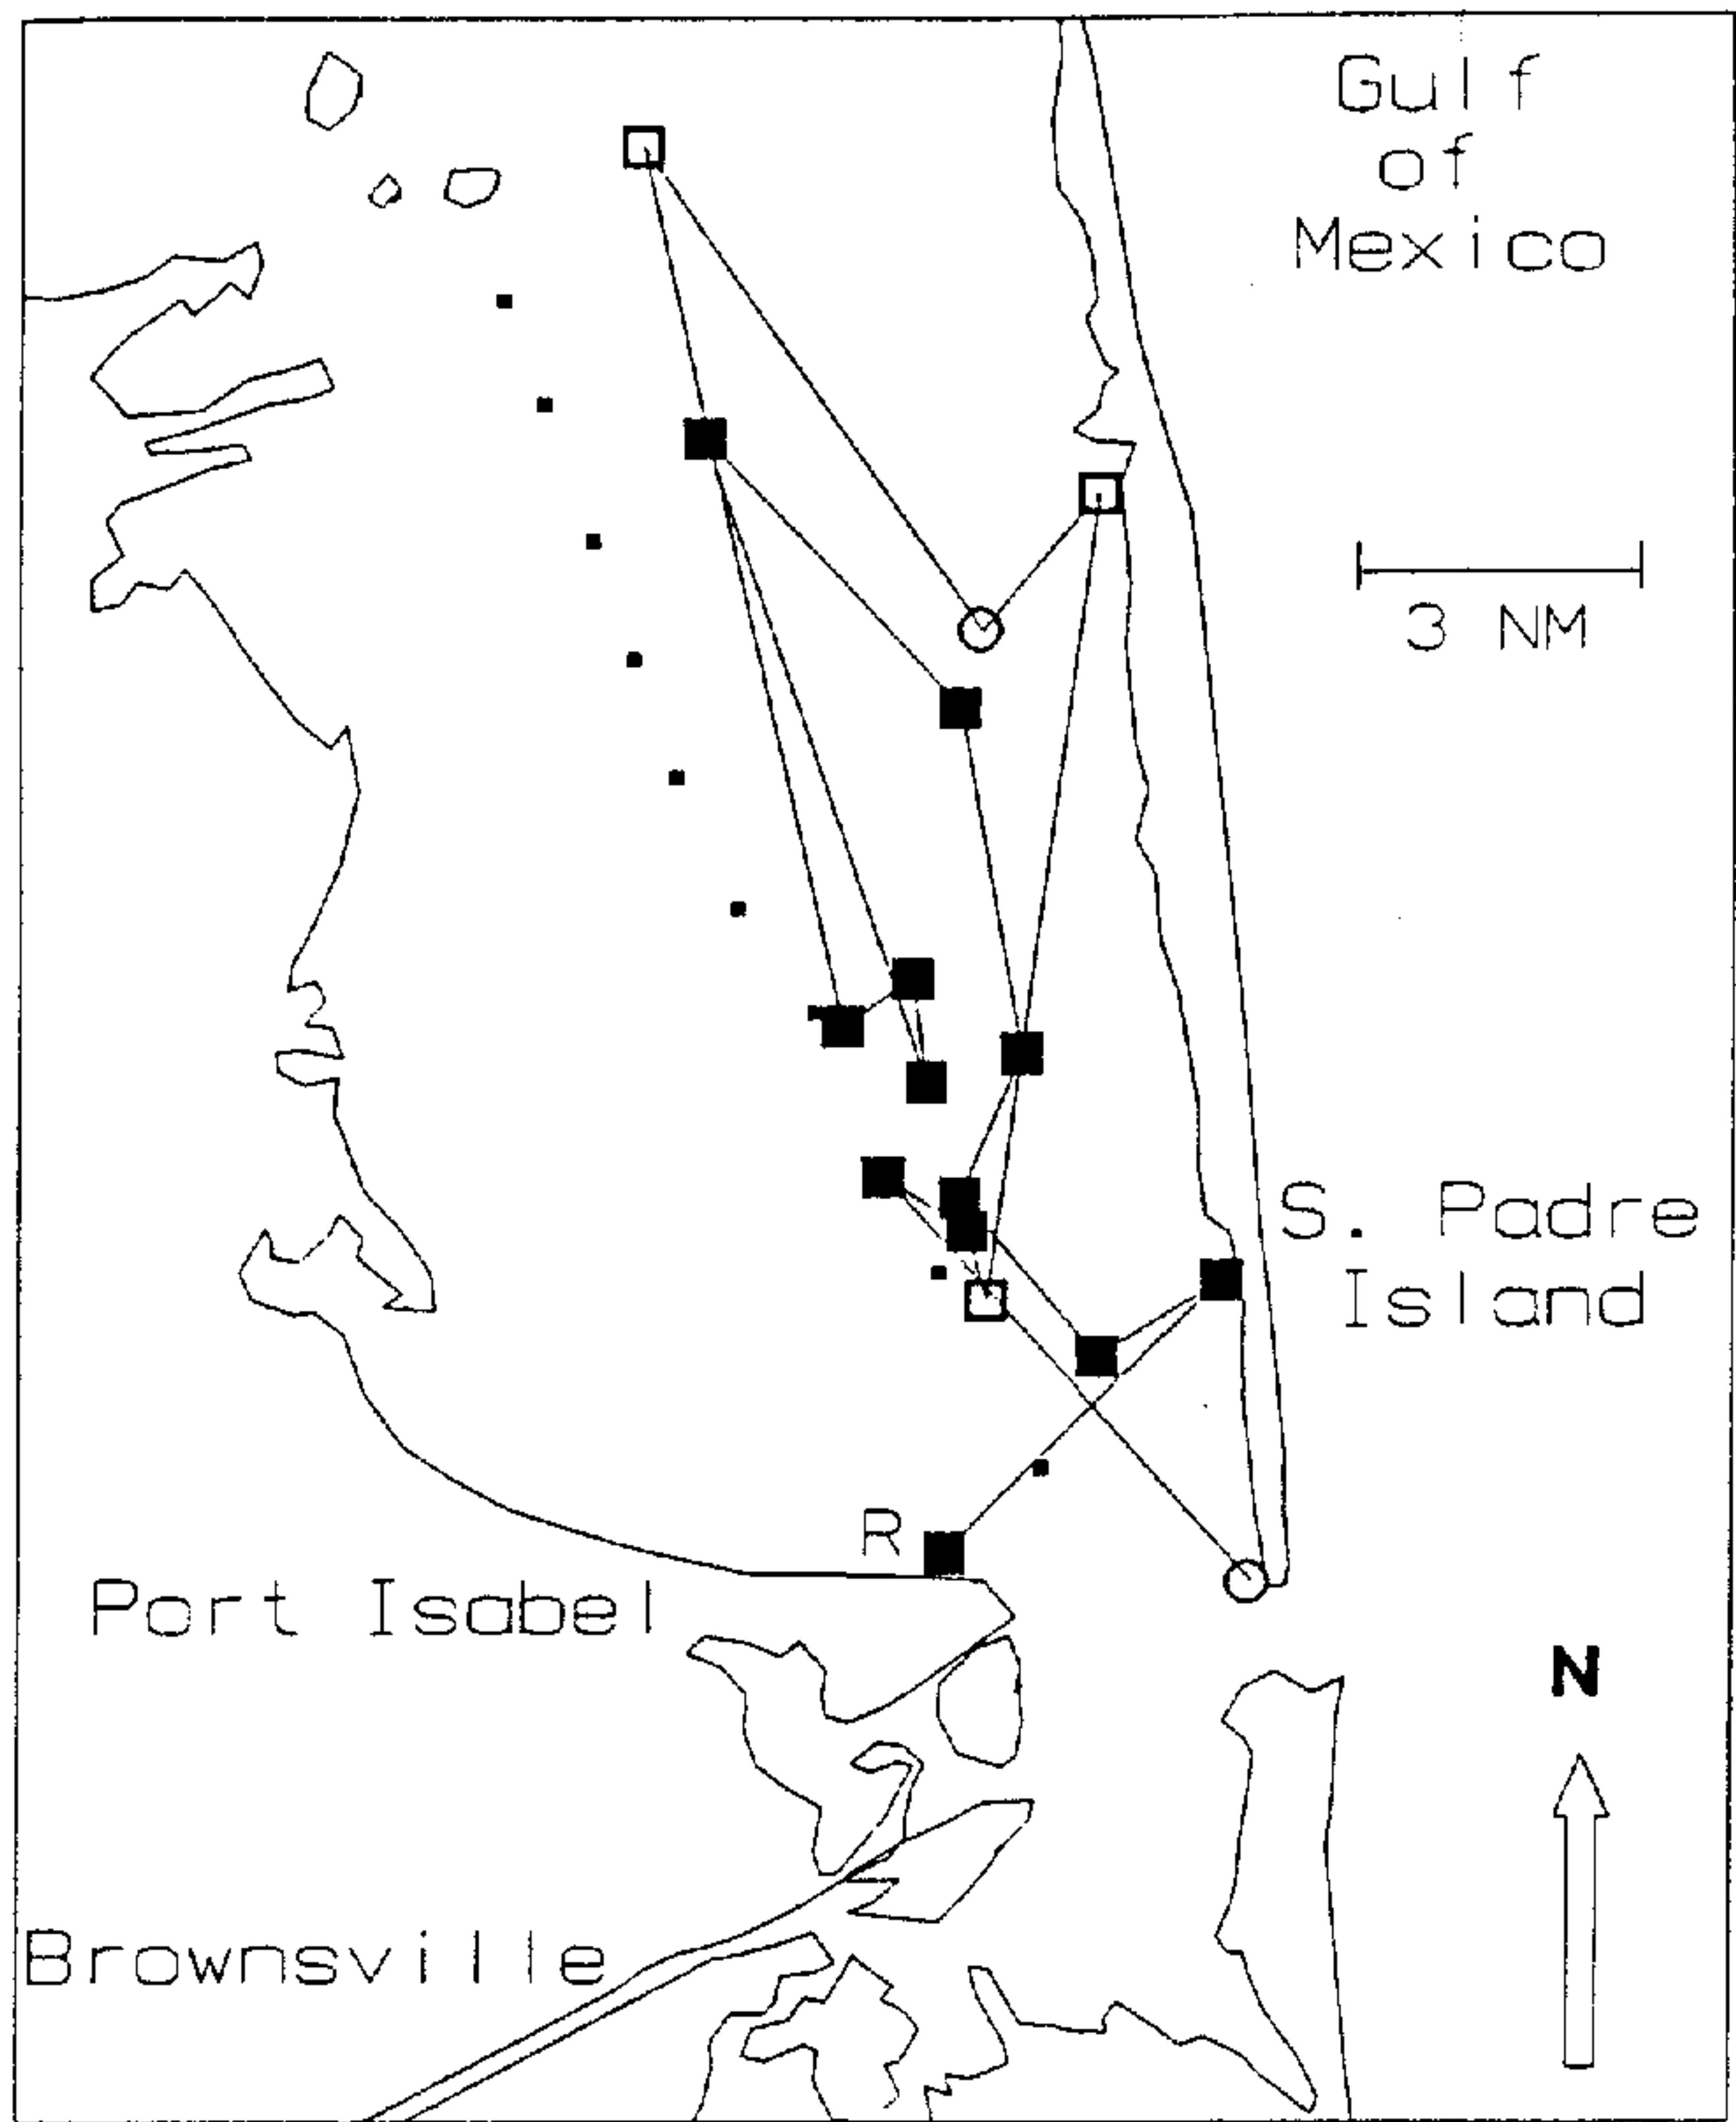 Gulf
of
Mexico
3 NM
S. Padre
Island
R
Port Isabel
N
Brownsville